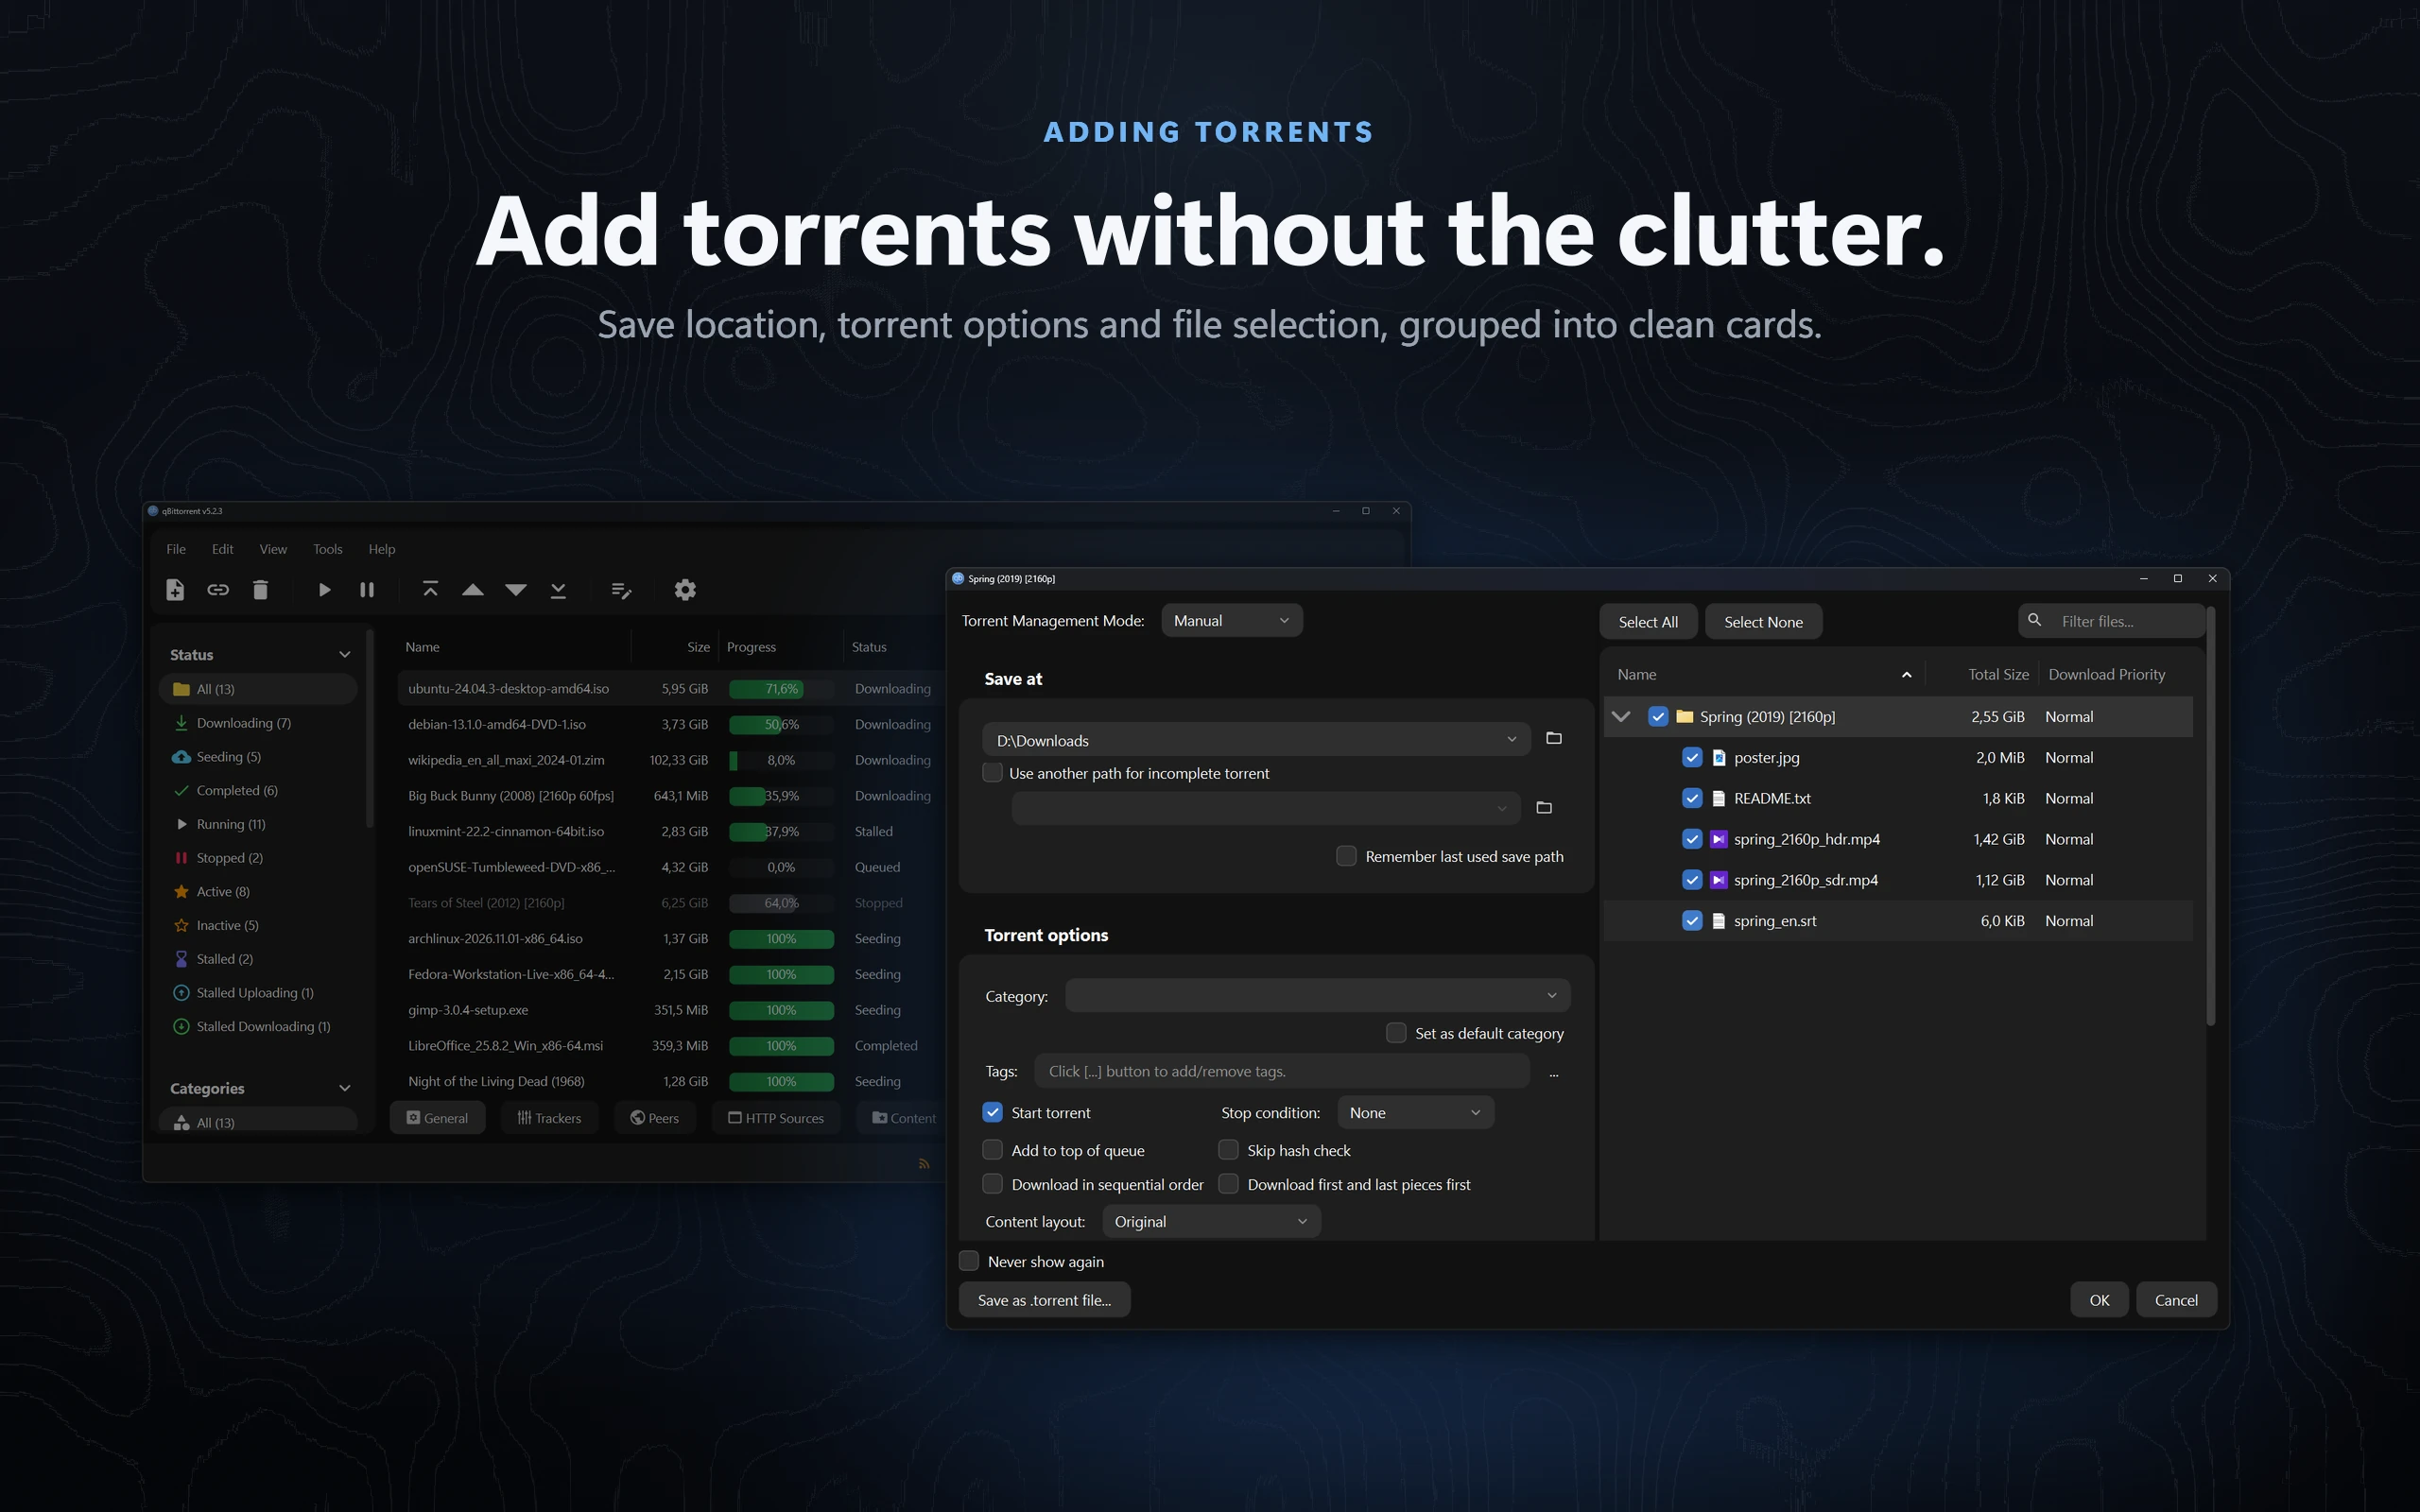 ADDING TORRENTS
Add torrents without the clutter.
Save location, torrent options and file selection, grouped into clean cards.
qBittorrent v5.2.3
File Edit View Tools Help
Status
All (13)
Downloading (7)
Seeding (5)
Completed (6)
Running (11)
Stopped (2)
Active (8)
Inactive (5)
Stalled (2)
Stalled Uploading (1)
Stalled Downloading (1)
Categories
All (13)
Name Size Progress Status
ubuntu-24.04.3-desktop-amd64.iso 5,95 GiB 71,6% Downloading
debian-13.1.0-amd64-DVD-1.iso 3,73 GiB 50,6% Downloading
wikipedia_en_all_maxi_2024-01.zim 102,33 GiB 8,0% Downloading
Big Buck Bunny (2008) [2160p 60fps] 643,1 MiB 35,9% Downloading
linuxmint-22.2-cinnamon-64bit.iso 2,83 GiB 37,9% Stalled
openSUSE-Tumbleweed-DVD-x86_... 4,32 GiB 0,0% Queued
Tears of Steel (2012) [2160p] 6,25 GiB 64,0% Stopped
archlinux-2026.11.01-x86_64.iso 1,37 GiB 100% Seeding
Fedora-Workstation-Live-x86_64-4... 2,15 GiB 100% Seeding
gimp-3.0.4-setup.exe 351,5 MiB 100% Seeding
LibreOffice_25.8.2_Win_x86-64.msi 359,3 MiB 100% Completed
Night of the Living Dead (1968) 1,28 GiB 100% Seeding
General Trackers Peers HTTP Sources Content
Spring (2019) [2160p]
Torrent Management Mode: Manual
Save at
D:\Downloads
Use another path for incomplete torrent
Remember last used save path
Torrent options
Category:
Set as default category
Tags: Click [...] button to add/remove tags. ...
Start torrent Stop condition: None
Add to top of queue Skip hash check
Download in sequential order Download first and last pieces first
Content layout: Original
Never show again
Save as .torrent file...
Select All Select None Filter files...
Name Total Size Download Priority
Spring (2019) [2160p] 2,55 GiB Normal
poster.jpg 2,0 MiB Normal
README.txt 1,8 KiB Normal
spring_2160p_hdr.mp4 1,42 GiB Normal
spring_2160p_sdr.mp4 1,12 GiB Normal
spring_en.srt 6,0 KiB Normal
OK Cancel